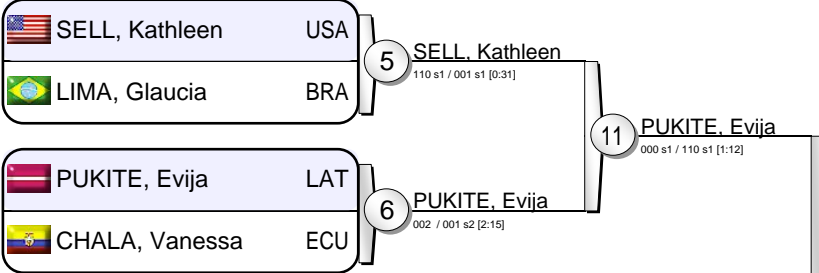 SELL, Kathleen USA
LIMA, Glaucia BRA
5
SELL, Kathleen
110 s1 / 001 s1 [0:31]
PUKITE, Evija LAT
CHALA, Vanessa ECU
6
PUKITE, Evija
002 / 001 s2 [2:15]
11
PUKITE, Evija
000 s1 / 110 s1 [1:12]